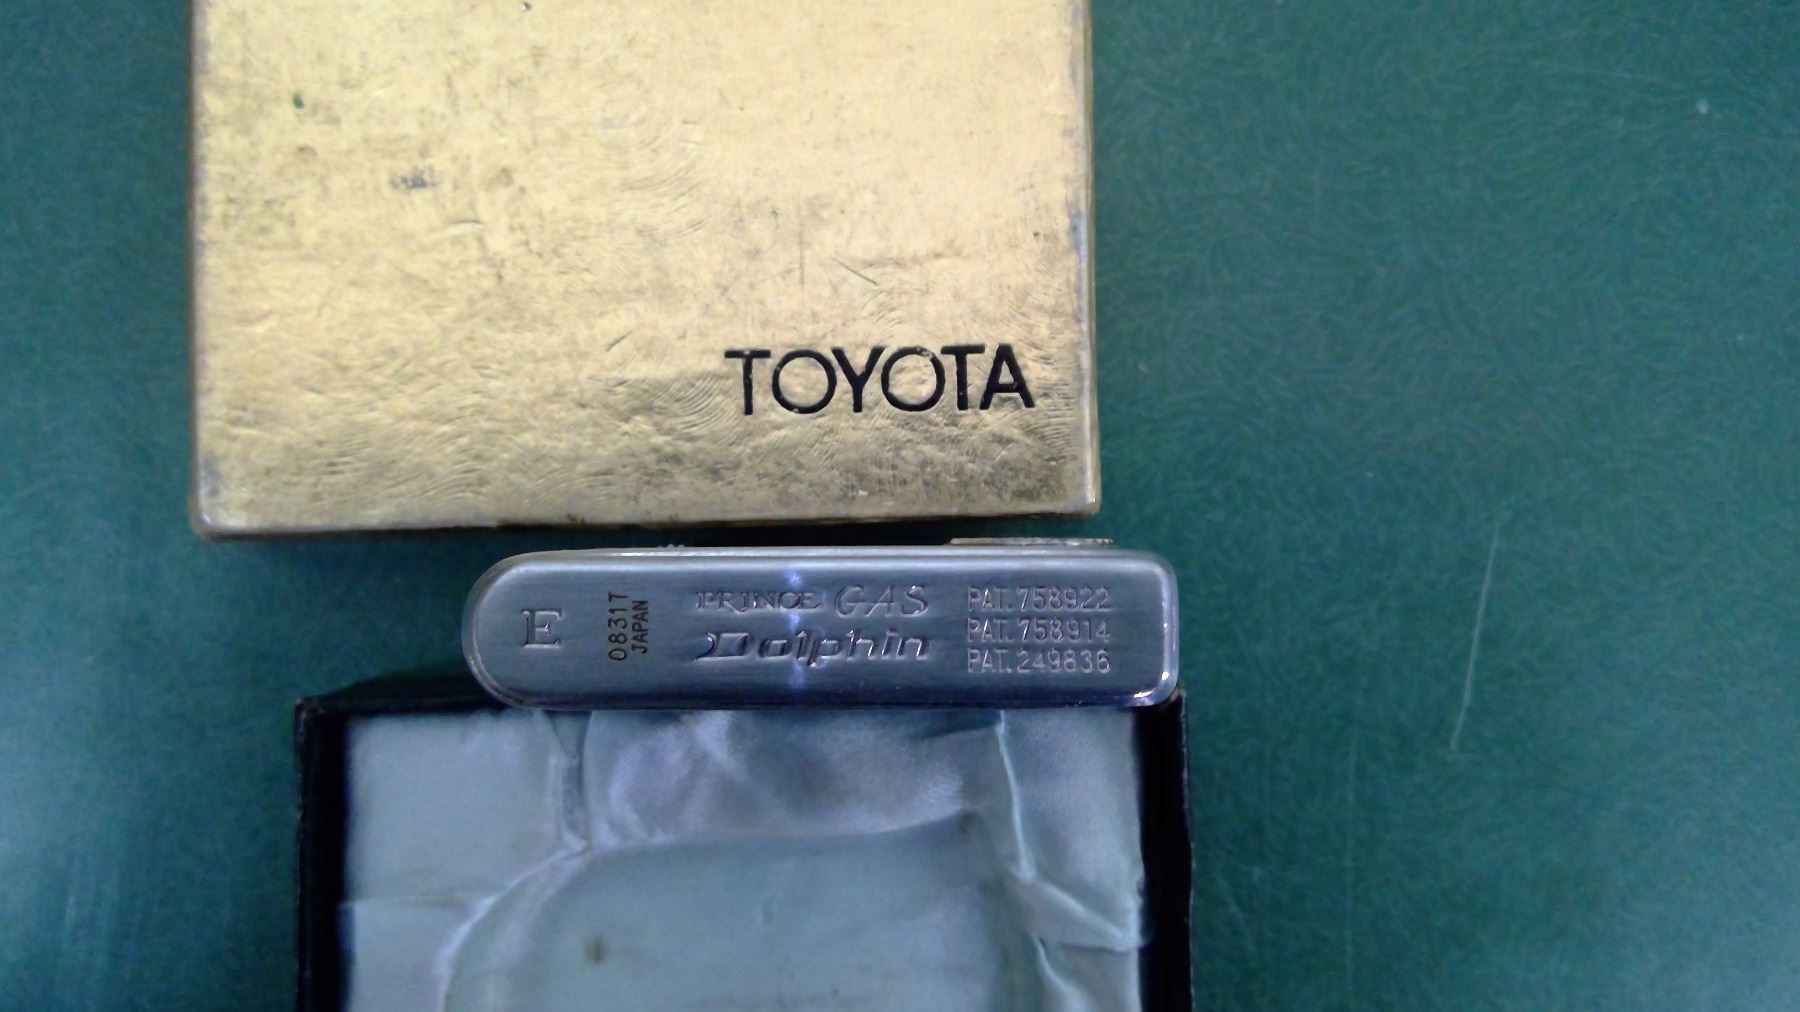 TOYOTA
E
0831T
JAPAN
PRINCE GAS
Dolphin
PAT.758922
PAT.758914
PAT.249836